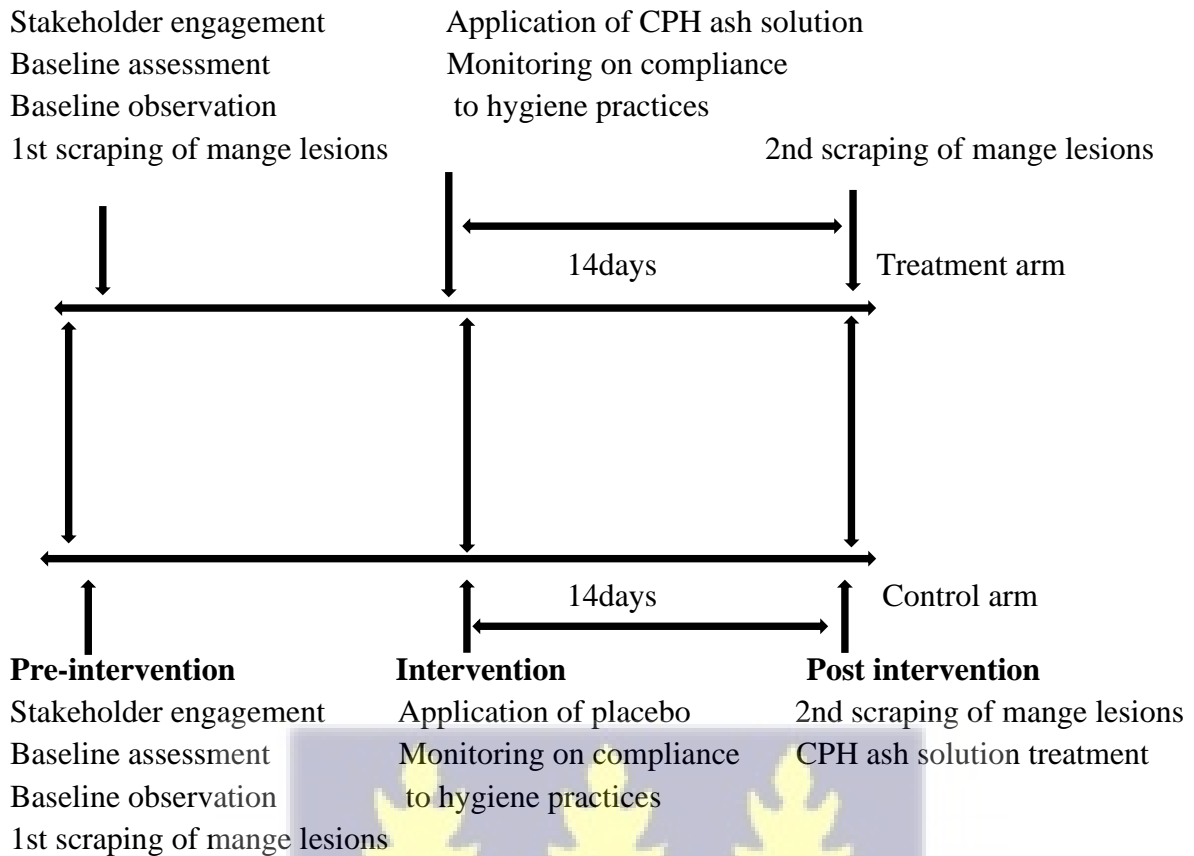 Stakeholder engagement
Baseline assessment
Baseline observation
1st scraping of mange lesions
Application of CPH ash solution
Monitoring on compliance
to hygiene practices
2nd scraping of mange lesions
14days
Treatment arm
14days
Control arm
Pre-intervention
Stakeholder engagement
Baseline assessment
Baseline observation
1st scraping of mange lesions
Intervention
Application of placebo
Monitoring on compliance
to hygiene practices
Post intervention
2nd scraping of mange lesions
CPH ash solution treatment